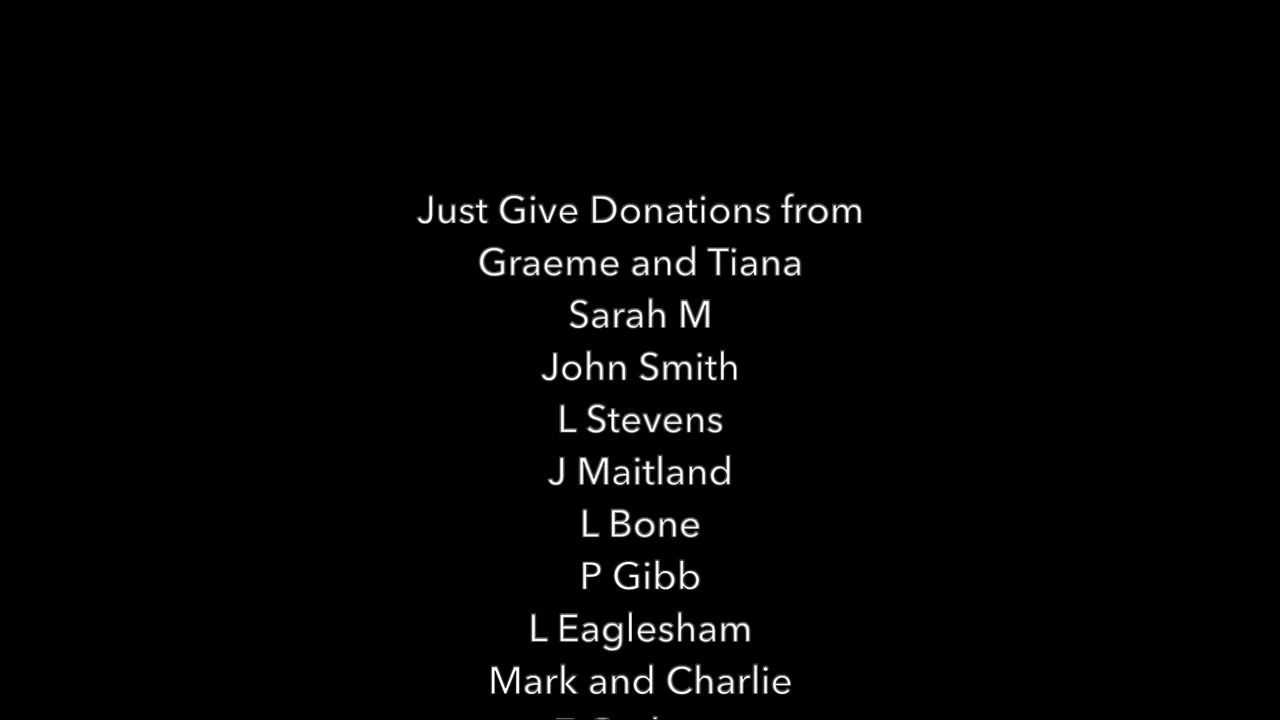 Just Give Donations from
Graeme and Tiana
Sarah M
John Smith
L Stevens
J Maitland
L Bone
P Gibb
L Eaglesham
Mark and Charlie